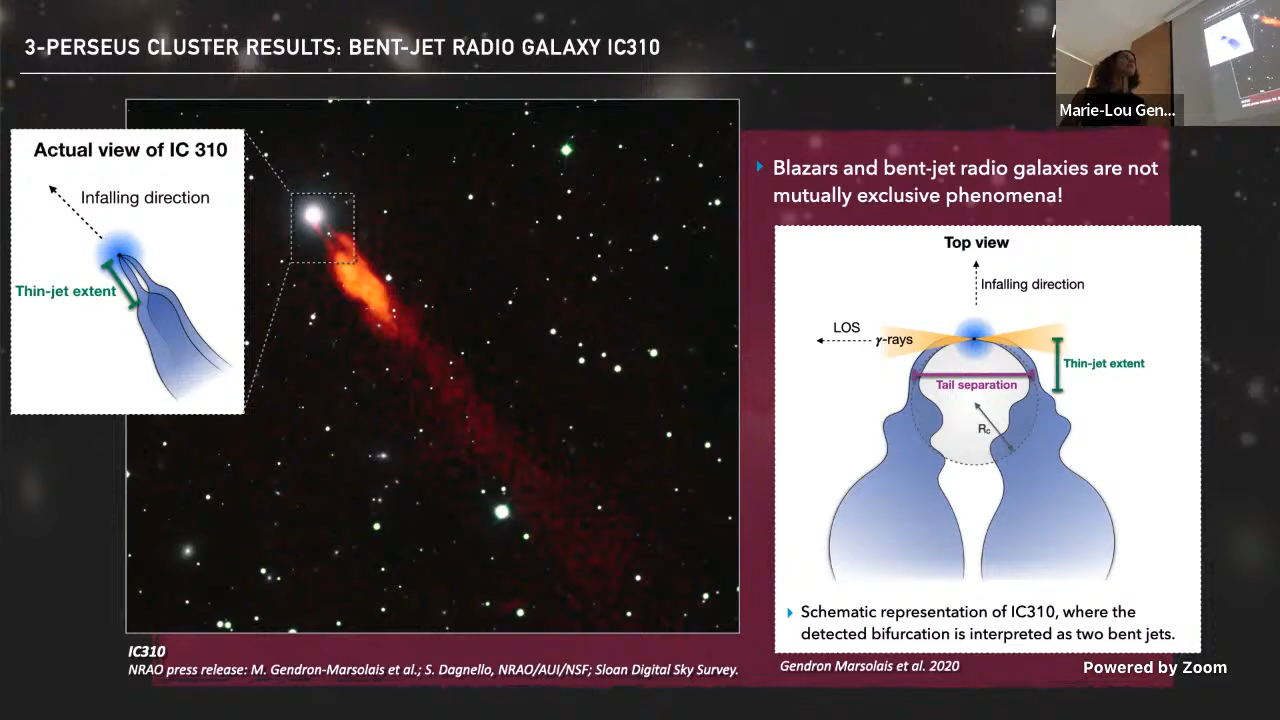 3-PERSEUS CLUSTER RESULTS: BENT-JET RADIO GALAXY IC310
Marie-Lou Gen...
Actual view of IC 310
Infalling direction
Thin-jet extent
Blazars and bent-jet radio galaxies are not
mutually exclusive phenomena!
Top view
Infalling direction
LOS
γ-rays
Thin-jet extent
Tail separation
Rc
Schematic representation of IC310, where the
detected bifurcation is interpreted as two bent jets.
IC310
NRAO press release: M. Gendron-Marsolais et al.; S. Dagnello, NRAO/AUI/NSF; Sloan Digital Sky Survey.
Gendron Marsolais et al. 2020
Powered by Zoom